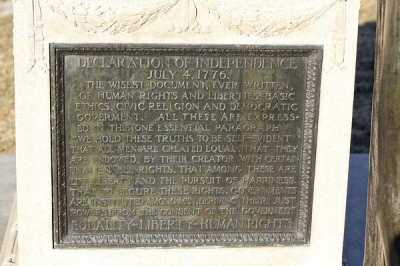 DECLARATION OF INDEPENDENCE
JULY 4, 1776.
THE WISEST DOCUMENT, EVER WRITTEN,
OF HUMAN RIGHTS AND LIBERTIES, BASIC
ETHICS, CIVIC RELIGION AND DEMOCRATIC
GOVERMENT. ALL THESE ARE EXPRESS-
ED IN THIS ONE ESSENTIAL PARAGRAPH
"WE HOLD THESE TRUTHS TO BE SELF-EVIDENT
THAT ALL MEN ARE CREATED EQUAL, THAT THEY
ARE ENDOWED, BY THEIR CREATOR WITH CERTAIN
RIGHTS, THAT AMONG THESE ARE
LIBERTY AND THE PURSUIT OF HAPPINESS,
THAT TO SECURE THESE RIGHTS, GOVERNMENTS
ARE INSTITUTED AMONG MEN, DERIVING THEIR JUST
POWERS FROM THE CONSENT OF THE
EQUALITY-LIBERTY-HUMAN RIGHTS